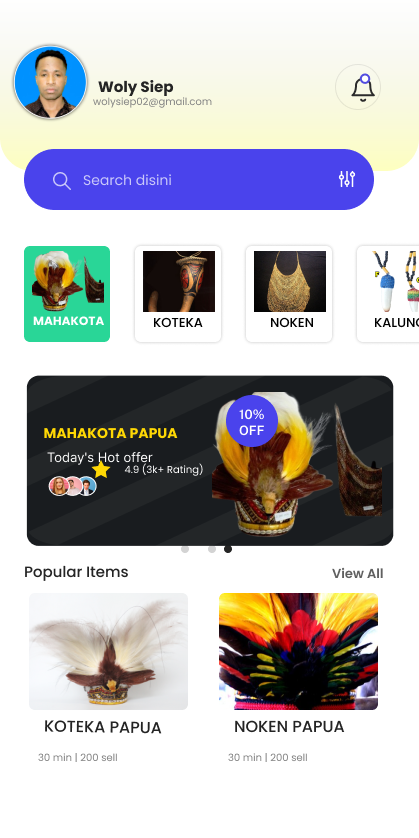 Woly Siep
wolysiep02@gmail.com
Search disini
MAHAKOTA
KOTEKA
NOKEN
KALUNG
MAHAKOTA PAPUA
Today's Hot offer
4.9 (3k+ Rating)
10%
OFF
Popular Items
View All
KOTEKA PAPUA
NOKEN PAPUA
30 min | 200 sell
30 min | 200 sell